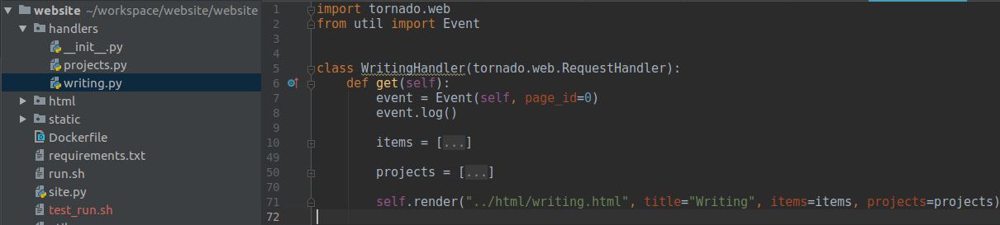 website ~/workspace/website/website
handlers
__init__.py
projects.py
writing.py
html
static
Dockerfile
requirements.txt
run.sh
site.py
test_run.sh
1 import tornado.web
2 from util import Event
3
4
5 class WritingHandler(tornado.web.RequestHandler):
6 def get(self):
7 event = Event(self, page_id=0)
8 event.log()
9
10 items = [...]
49
50 projects = [...]
70
71 self.render("../html/writing.html", title="Writing", items=items, projects=projects)
72